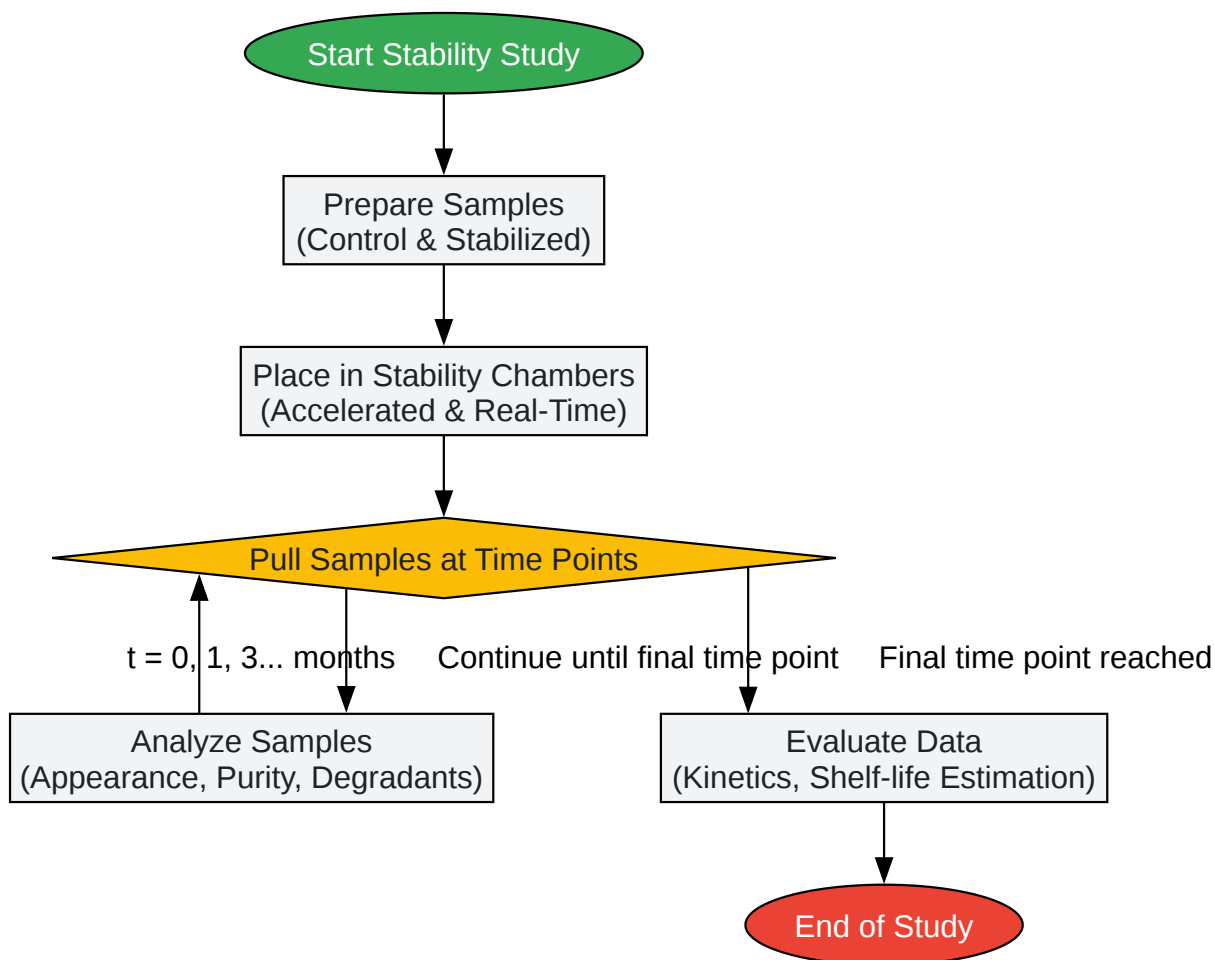 Start Stability Study
Prepare Samples
(Control & Stabilized)
Place in Stability Chambers
(Accelerated & Real-Time)
Pull Samples at Time Points
t = 0, 1, 3... months
Continue until final time point
Final time point reached
Analyze Samples
(Appearance, Purity, Degradants)
Evaluate Data
(Kinetics, Shelf-life Estimation)
End of Study